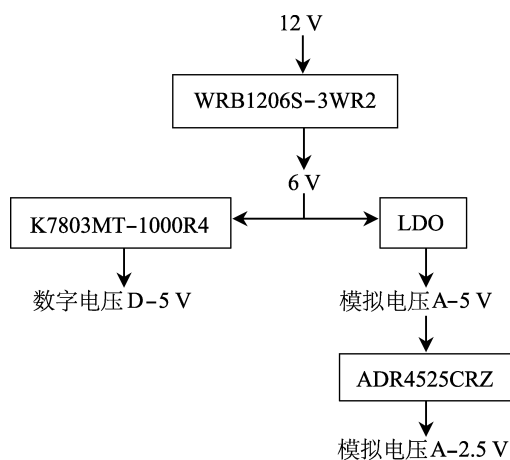 12 V
WRB1206S-3WR2
6 V
K7803MT-1000R4
LDO
数字电压D-5 V
模拟电压A-5 V
ADR4525CRZ
模拟电压A-2.5 V